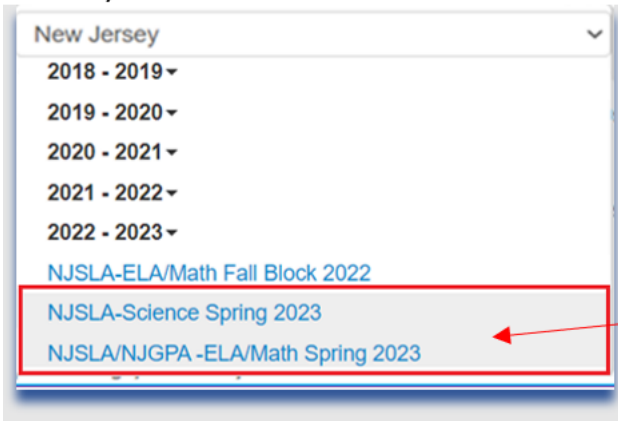 New Jersey
2018 - 2019
2019 - 2020
2020 - 2021
2021 - 2022
2022 - 2023
NJSLA-ELA/Math Fall Block 2022
NJSLA-Science Spring 2023
NJSLA/NJGPA -ELA/Math Spring 2023